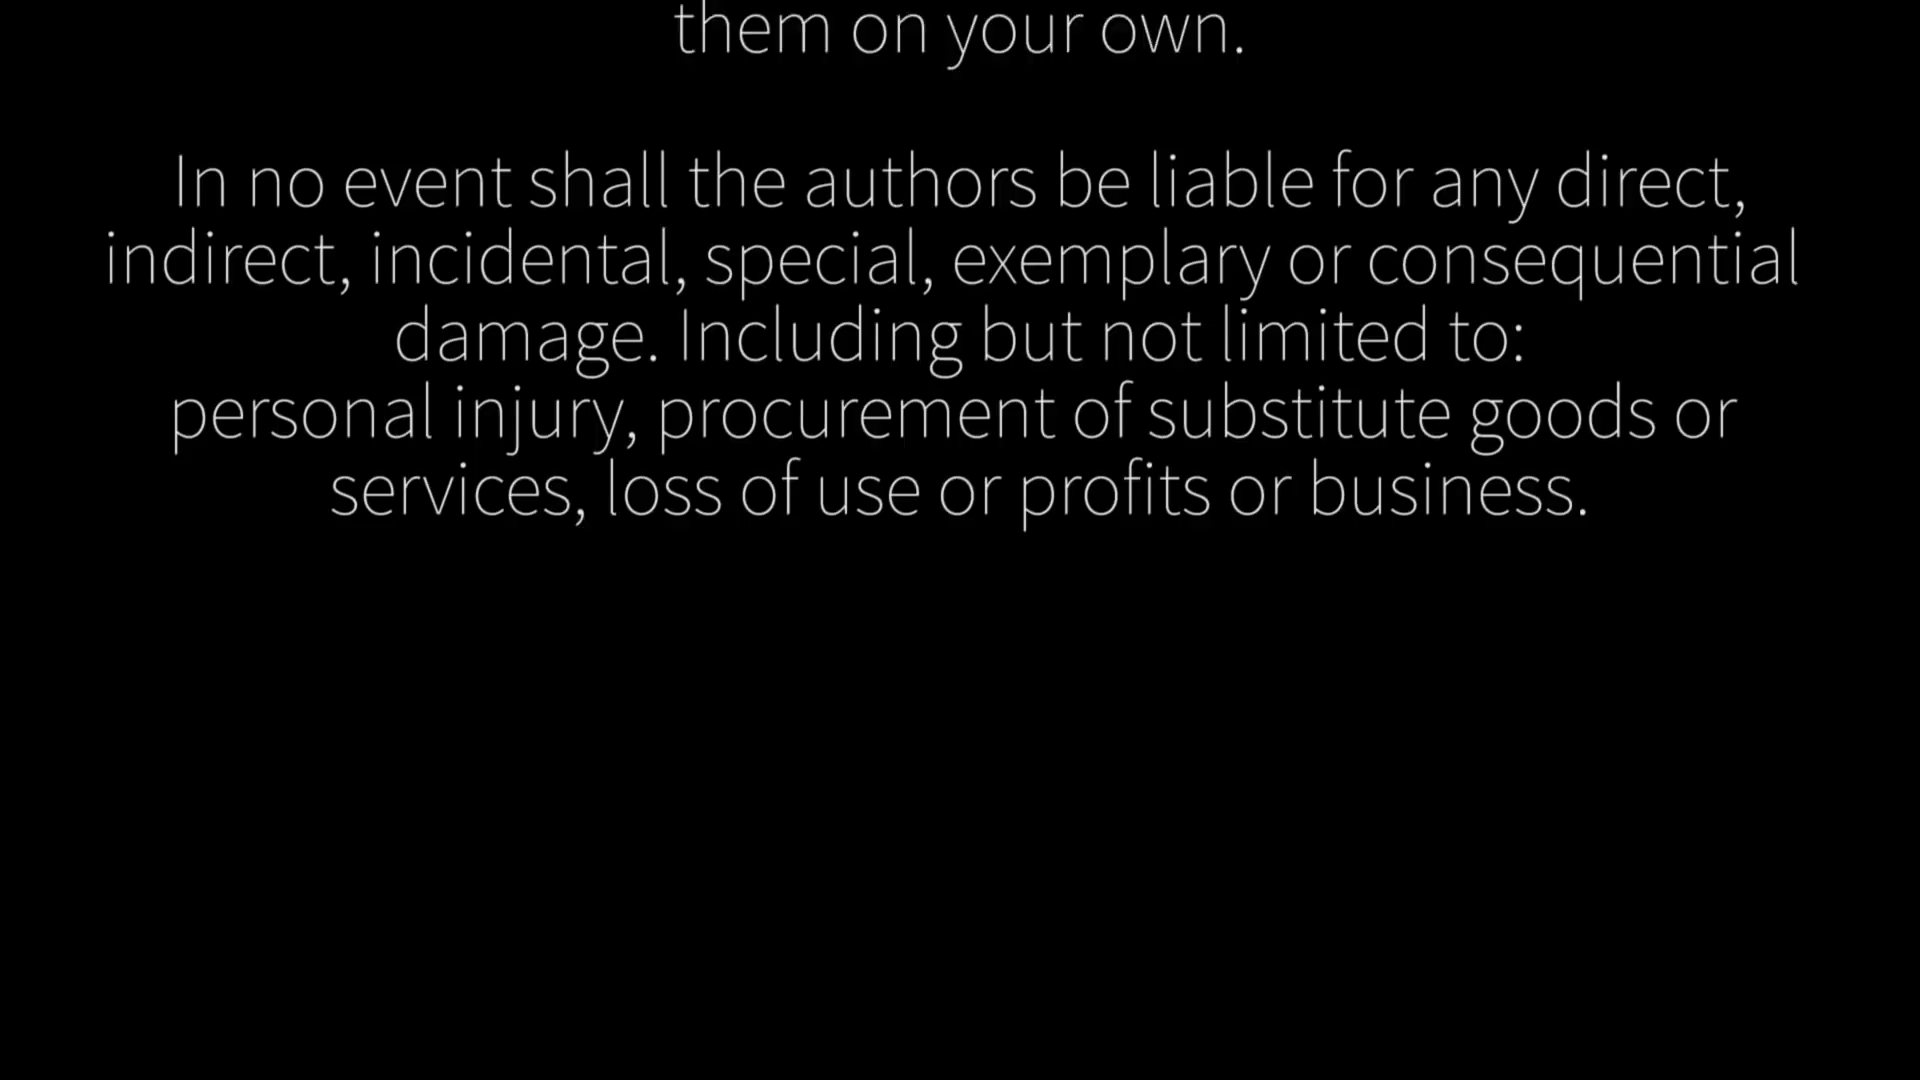 them on your own.
In no event shall the authors be liable for any direct,
indirect, incidental, special, exemplary or consequential
damage. Including but not limited to:
personal injury, procurement of substitute goods or
services, loss of use or profits or business.